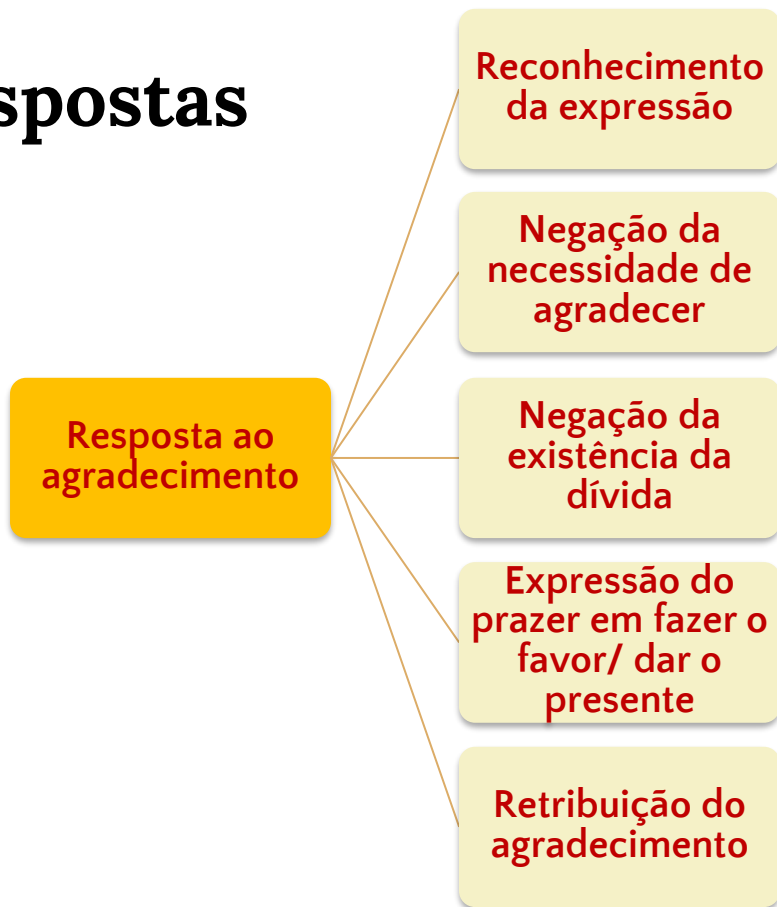 spostas
Reconhecimento
da expressão
Negação da
necessidade de
agradecer
Resposta ao
agradecimento
Negação da
existência da
dívida
Expressão do
prazer em fazer o
favor/ dar o
presente
Retribuição do
agradecimento